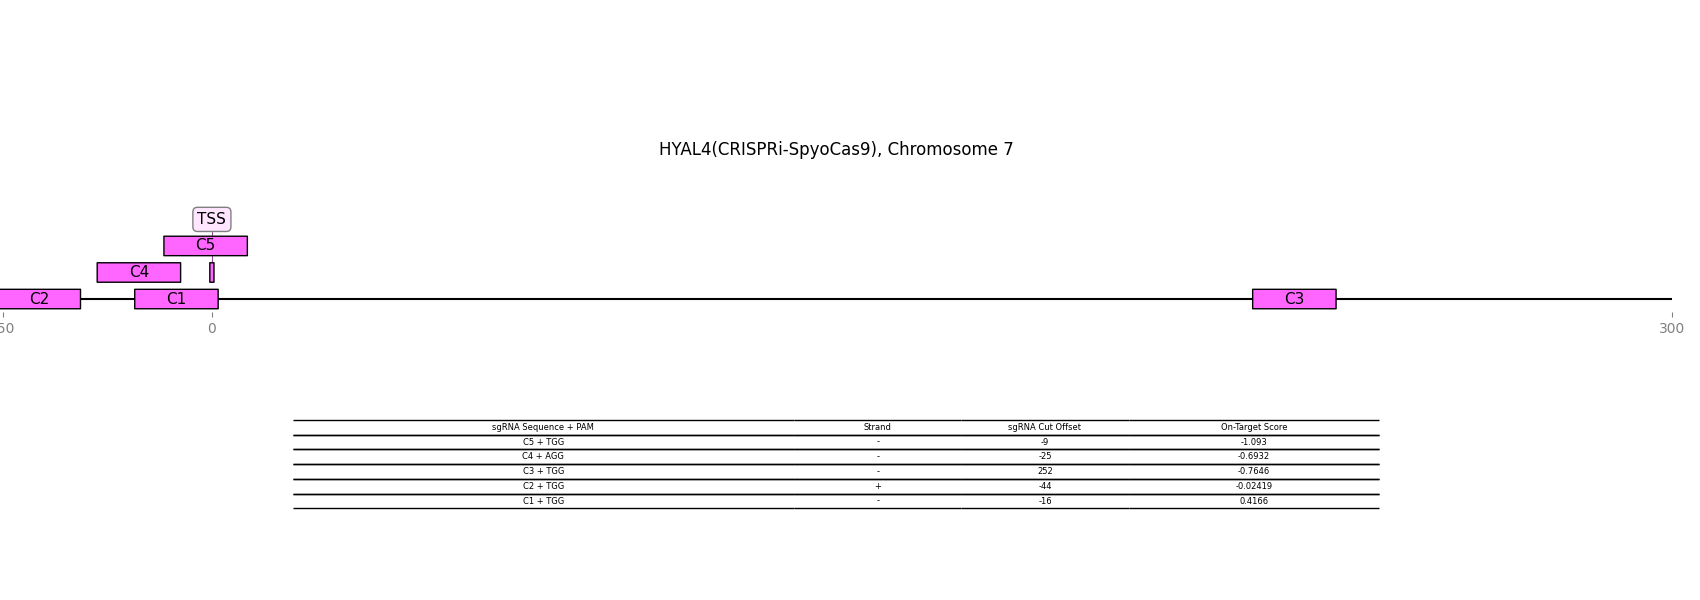 HYAL4(CRISPRi-SpyoCas9), Chromosome 7
TSS
C5
C4
C2 C1 C3
50 0 300
sgRNA Sequence + PAM Strand sgRNA Cut Offset On-Target Score
C5 + TGG - -9 -1.093
C4 + AGG - -25 -0.6932
C3 + TGG - 252 -0.7646
C2 + TGG + -44 -0.02419
C1 + TGG - -16 0.4166